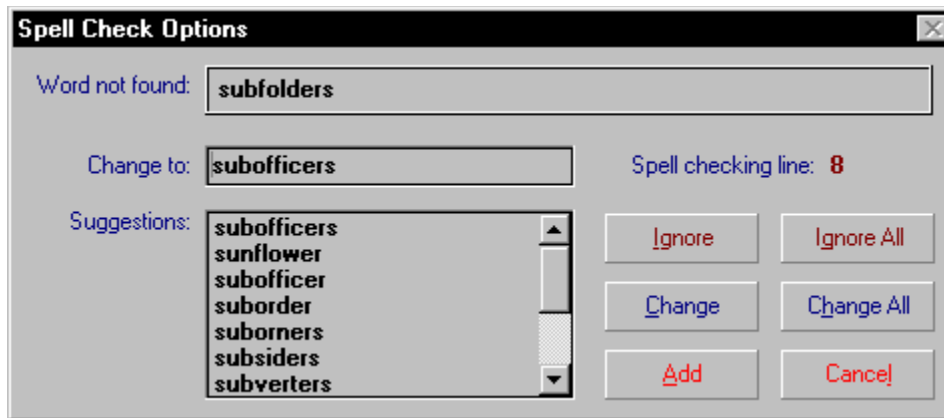 Spell Check Options
Word not found: subfolders
Change to: subofficers Spell checking line: 8
Suggestions: subofficers
sunflower
subofficer
suborder
suborners
subsiders
subverters
Ignore Ignore All
Change Change All
Add Cancel